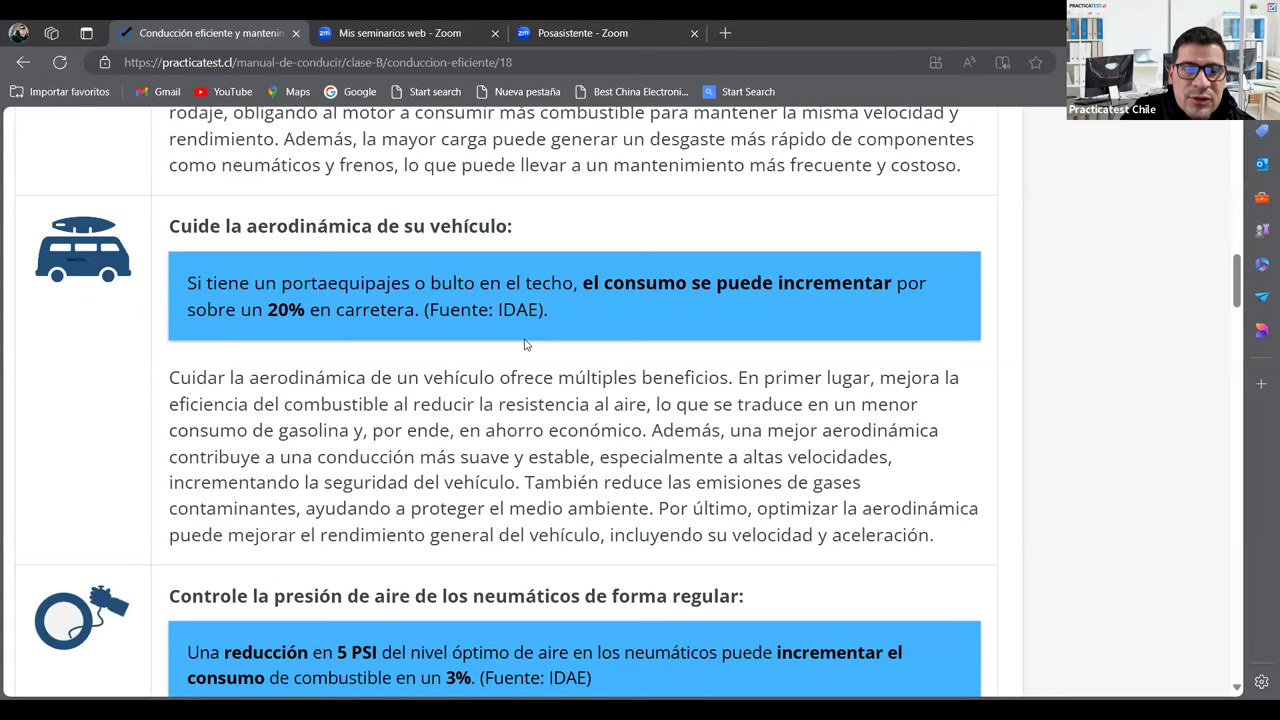 Conducción eficiente y mantenin
Mis seminarios web - Zoom
Posasistente - Zoom
https://practicatest.cl/manual-de-conducir/clase-B/conduccion-eficiente/18
Importar favoritos
Gmail
YouTube
Maps
Google
Start search
Nueva pestaña
Best China Electroni...
Start Search
PRACTICATEST.cl
Practicatest Chile
rodaje, obligando al motor a consumir más combustible para mantener la misma velocidad y
rendimiento. Además, la mayor carga puede generar un desgaste más rápido de componentes
como neumáticos y frenos, lo que puede llevar a un mantenimiento más frecuente y costoso.
Cuide la aerodinámica de su vehículo:
Si tiene un portaequipajes o bulto en el techo, el consumo se puede incrementar por
sobre un 20% en carretera. (Fuente: IDAE).
Cuidar la aerodinámica de un vehículo ofrece múltiples beneficios. En primer lugar, mejora la
eficiencia del combustible al reducir la resistencia al aire, lo que se traduce en un menor
consumo de gasolina y, por ende, en ahorro económico. Además, una mejor aerodinámica
contribuye a una conducción más suave y estable, especialmente a altas velocidades,
incrementando la seguridad del vehículo. También reduce las emisiones de gases
contaminantes, ayudando a proteger el medio ambiente. Por último, optimizar la aerodinámica
puede mejorar el rendimiento general del vehículo, incluyendo su velocidad y aceleración.
Controle la presión de aire de los neumáticos de forma regular:
Una reducción en 5 PSI del nivel óptimo de aire en los neumáticos puede incrementar el
consumo de combustible en un 3%. (Fuente: IDAE)